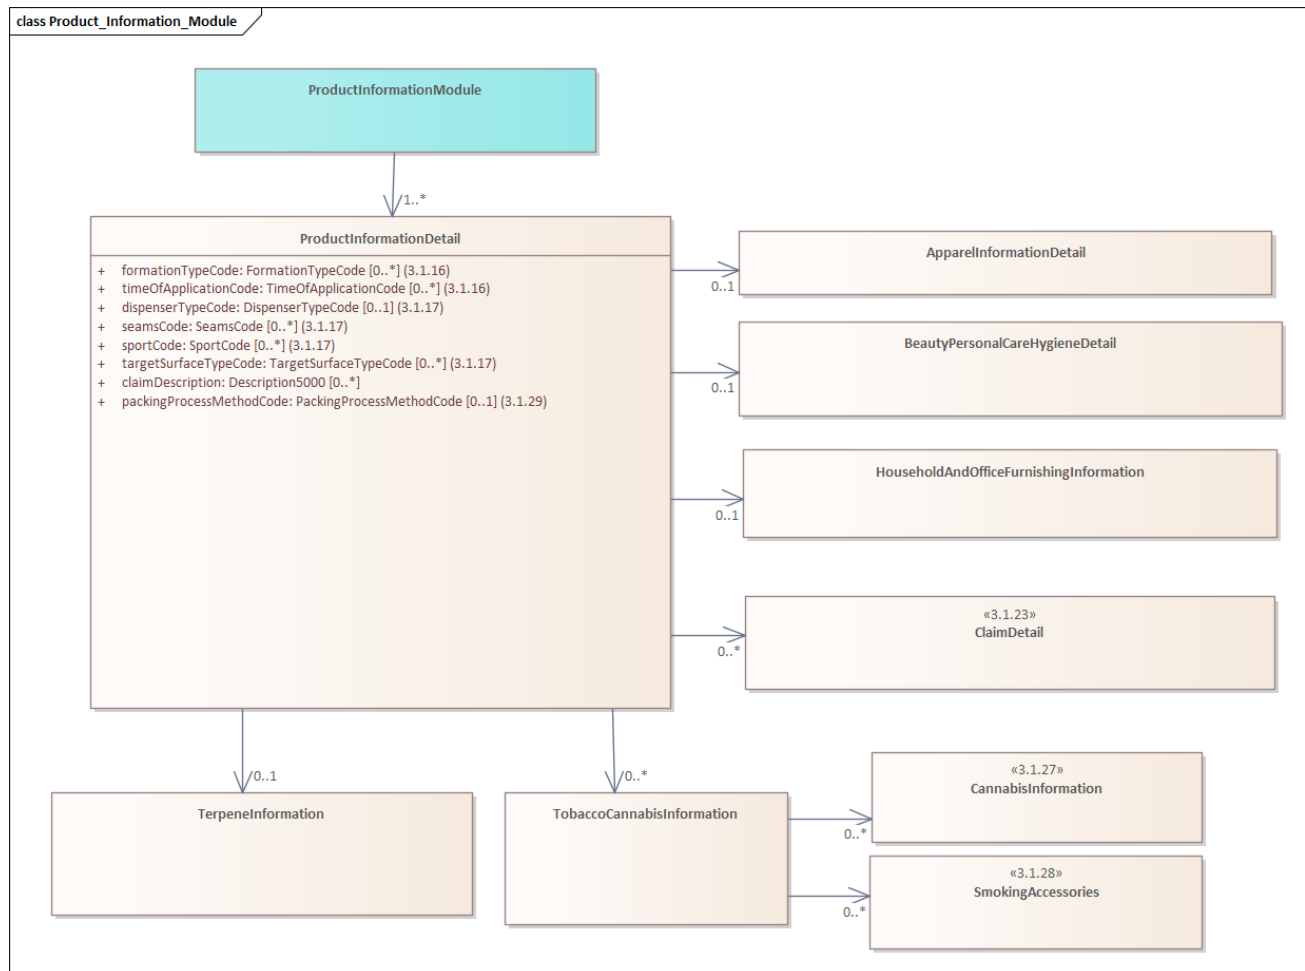 class Product_Information_Module
ProductInformationModule
1..*
ProductInformationDetail
+ formationTypeCode: FormationTypeCode [0..*] (3.1.16)
+ timeOfApplicationCode: TimeOfApplicationCode [0..*] (3.1.16)
+ dispenserTypeCode: DispenserTypeCode [0..1] (3.1.17)
+ seamsCode: SeamsCode [0..*] (3.1.17)
+ sportCode: SportCode [0..*] (3.1.17)
+ targetSurfaceTypeCode: TargetSurfaceTypeCode [0..*] (3.1.17)
+ claimDescription: Description5000 [0..*]
+ packingProcessMethodCode: PackingProcessMethodCode [0..1] (3.1.29)
ApparelInformationDetail
0..1
BeautyPersonalCareHygieneDetail
0..1
HouseholdAndOfficeFurnishingInformation
0..1
«3.1.23»
ClaimDetail
0..*
0..1
TerpeneInformation
0..*
TobaccoCannabisInformation
«3.1.27»
CannabisInformation
0..*
«3.1.28»
SmokingAccessories
0..*